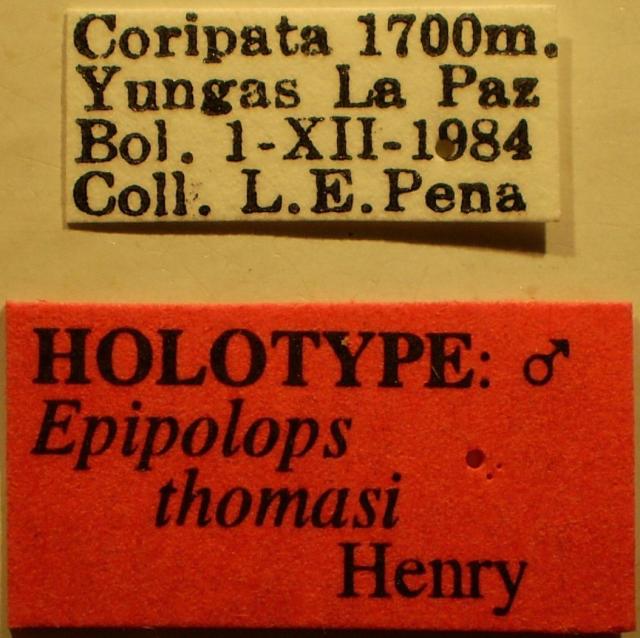 Coripata 1700m.
Yungas La Paz
Bol. 1-XII-1984
Coll. L.E.Pena
HOLOTYPE: ♂
Epipolops
thomasi
Henry